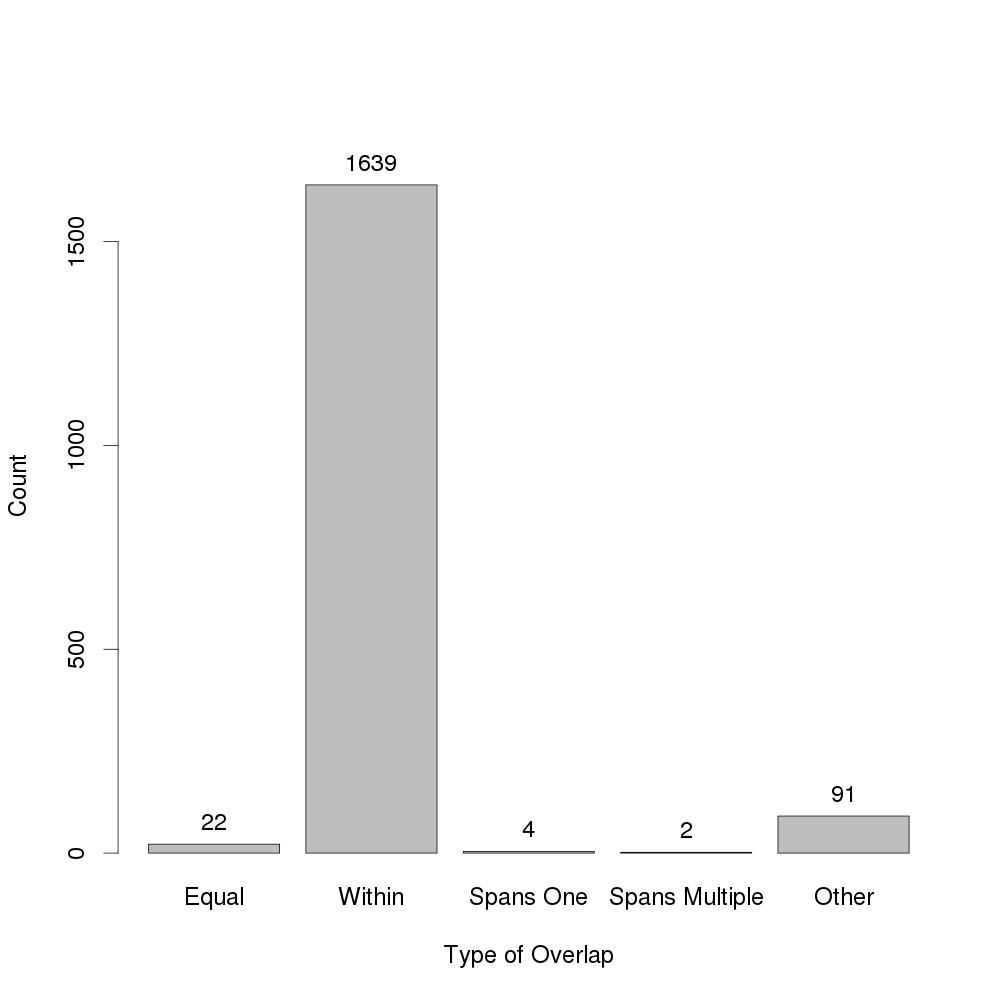 1639
1500
1000
Count
500
91
22
4
2
0
Equal
Within
Spans One
Spans Multiple
Other
Type of Overlap